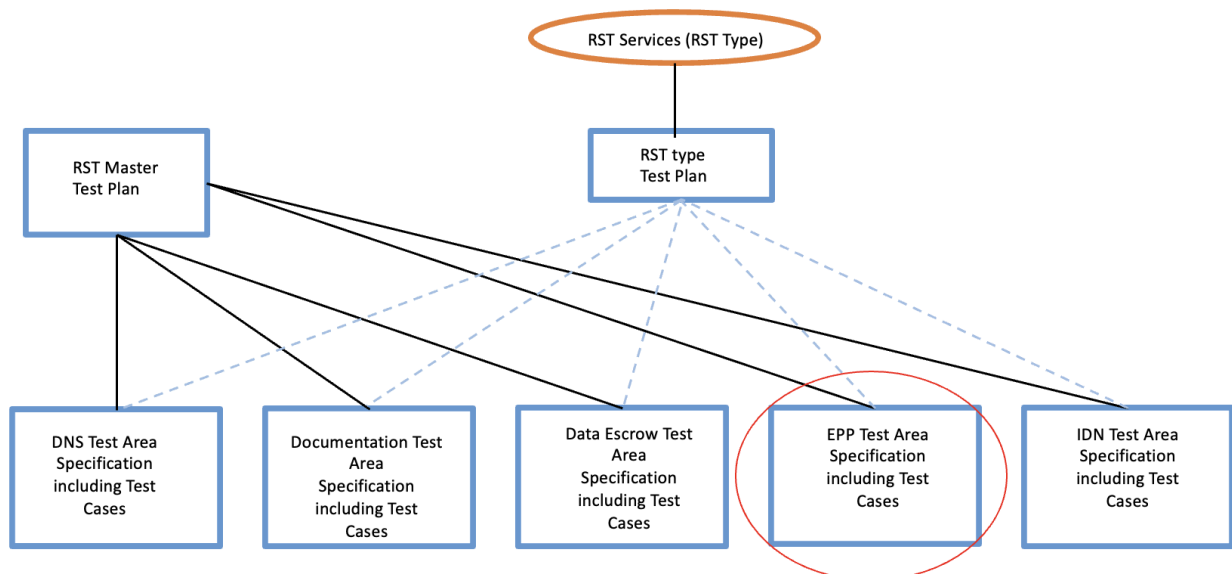 RST Services (RST Type)
RST Master
Test Plan
RST type
Test Plan
DNS Test Area
Specification
including Test
Cases
Documentation Test
Area
Specification
including Test
Cases
Data Escrow Test
Area
Specification
including Test
Cases
EPP Test Area
Specification
including Test
Cases
IDN Test Area
Specification
including Test
Cases